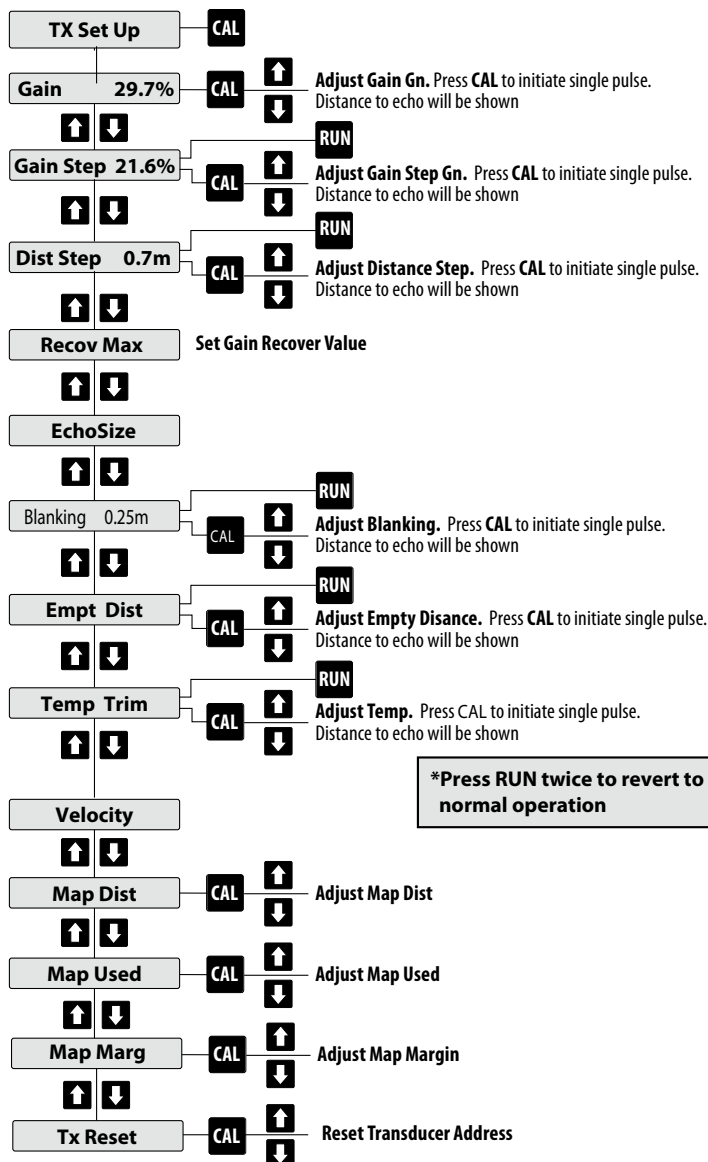 TX Set Up CAL
Gain 29.7% CAL Adjust Gain Gn. Press CAL to initiate single pulse.
Distance to echo will be shown
RUN
Gain Step 21.6% CAL Adjust Gain Step Gn. Press CAL to initiate single pulse.
Distance to echo will be shown
RUN
Dist Step 0.7m CAL Adjust Distance Step. Press CAL to initiate single pulse.
Distance to echo will be shown
Recov Max Set Gain Recover Value
EchoSize
RUN
Blanking 0.25m CAL Adjust Blanking. Press CAL to initiate single pulse.
Distance to echo will be shown
RUN
Empt Dist CAL Adjust Empty Disance. Press CAL to initiate single pulse.
Distance to echo will be shown
RUN
Temp Trim CAL Adjust Temp. Press CAL to initiate single pulse.
Distance to echo will be shown
*Press RUN twice to revert to
normal operation
Velocity
Map Dist CAL Adjust Map Dist
Map Used CAL Adjust Map Used
Map Marg CAL Adjust Map Margin
Tx Reset CAL Reset Transducer Address